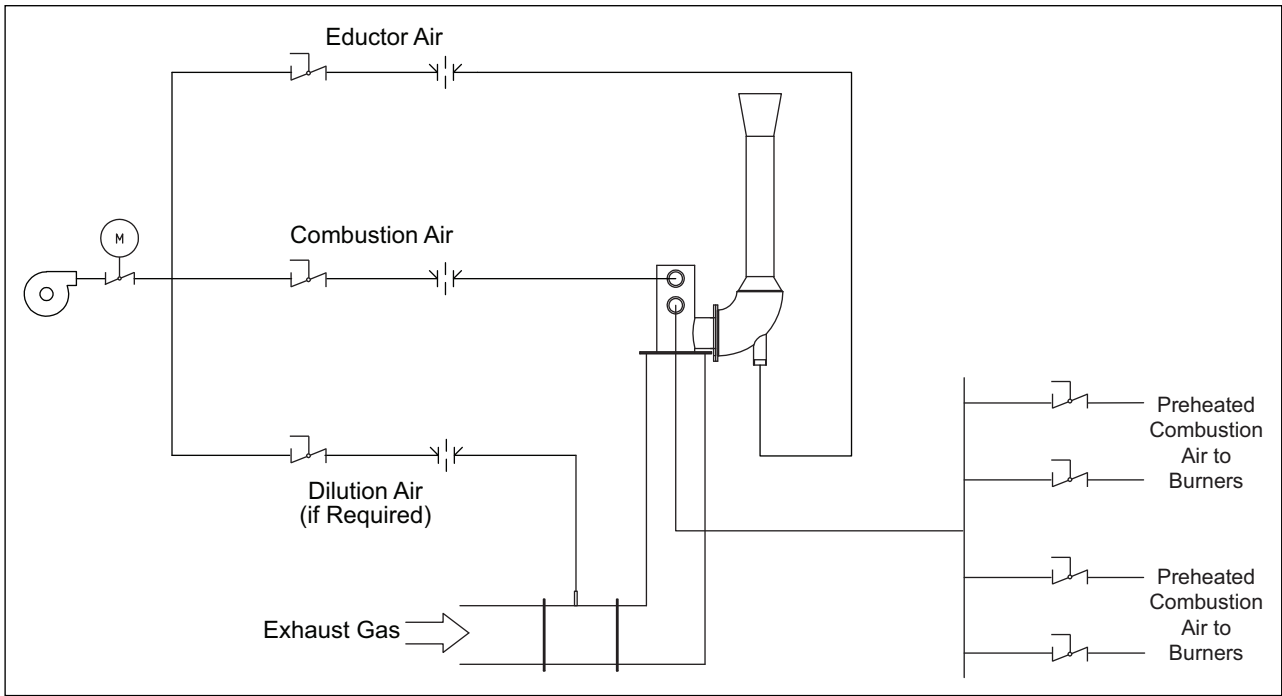 Eductor Air
M
Combustion Air
Dilution Air
(if Required)
Exhaust Gas
Preheated
Combustion
Air to
Burners
Preheated
Combustion
Air to
Burners